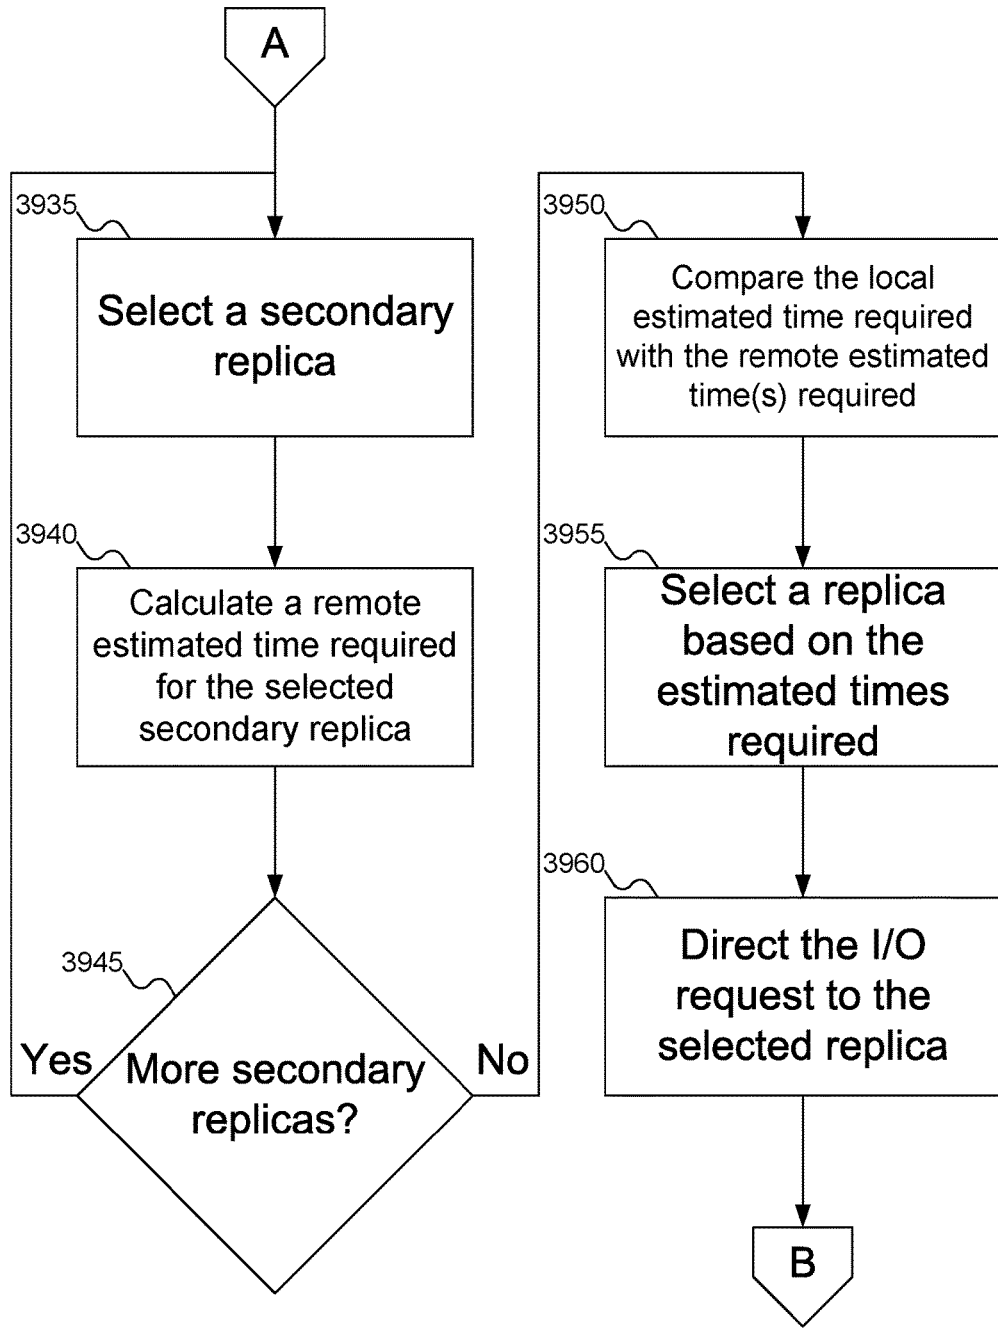 A
3935
Select a secondary
replica
3940
Calculate a remote
estimated time required
for the selected
secondary replica
3945
Yes
More secondary
replicas?
No
3950
Compare the local
estimated time required
with the remote estimated
time(s) required
3955
Select a replica
based on the
estimated times
required
3960
Direct the I/O
request to the
selected replica
B